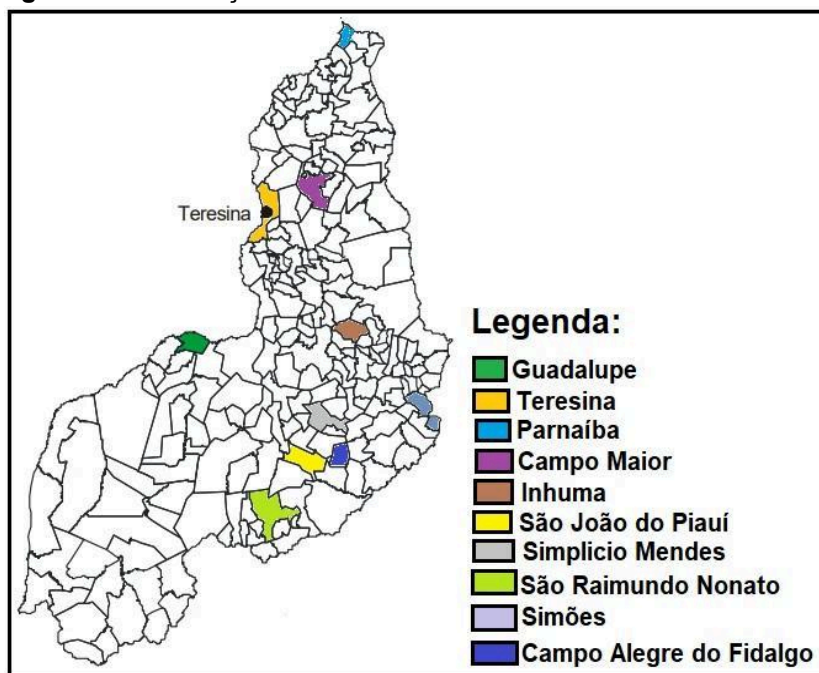 Teresina
Legenda:
Guadalupe
Teresina
Parnaíba
Campo Maior
Inhuma
São João do Piauí
Simplicio Mendes
São Raimundo Nonato
Simões
Campo Alegre do Fidalgo